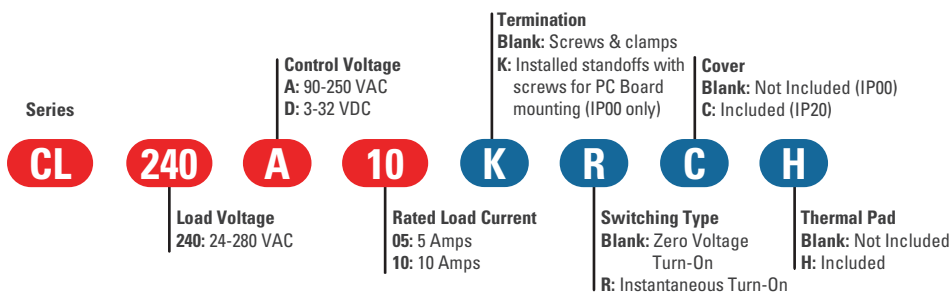 Termination
Blank: Screws & clamps
K: Installed standoffs with
screws for PC Board
mounting (IP00 only)
Control Voltage
A: 90-250 VAC
D: 3-32 VDC
Cover
Blank: Not Included (IP00)
C: Included (IP20)
Series
CL 240 A 10 K R C H
Load Voltage
240: 24-280 VAC
Rated Load Current
05: 5 Amps
10: 10 Amps
Switching Type
Blank: Zero Voltage
Turn-On
R: Instantaneous Turn-On
Thermal Pad
Blank: Not Included
H: Included